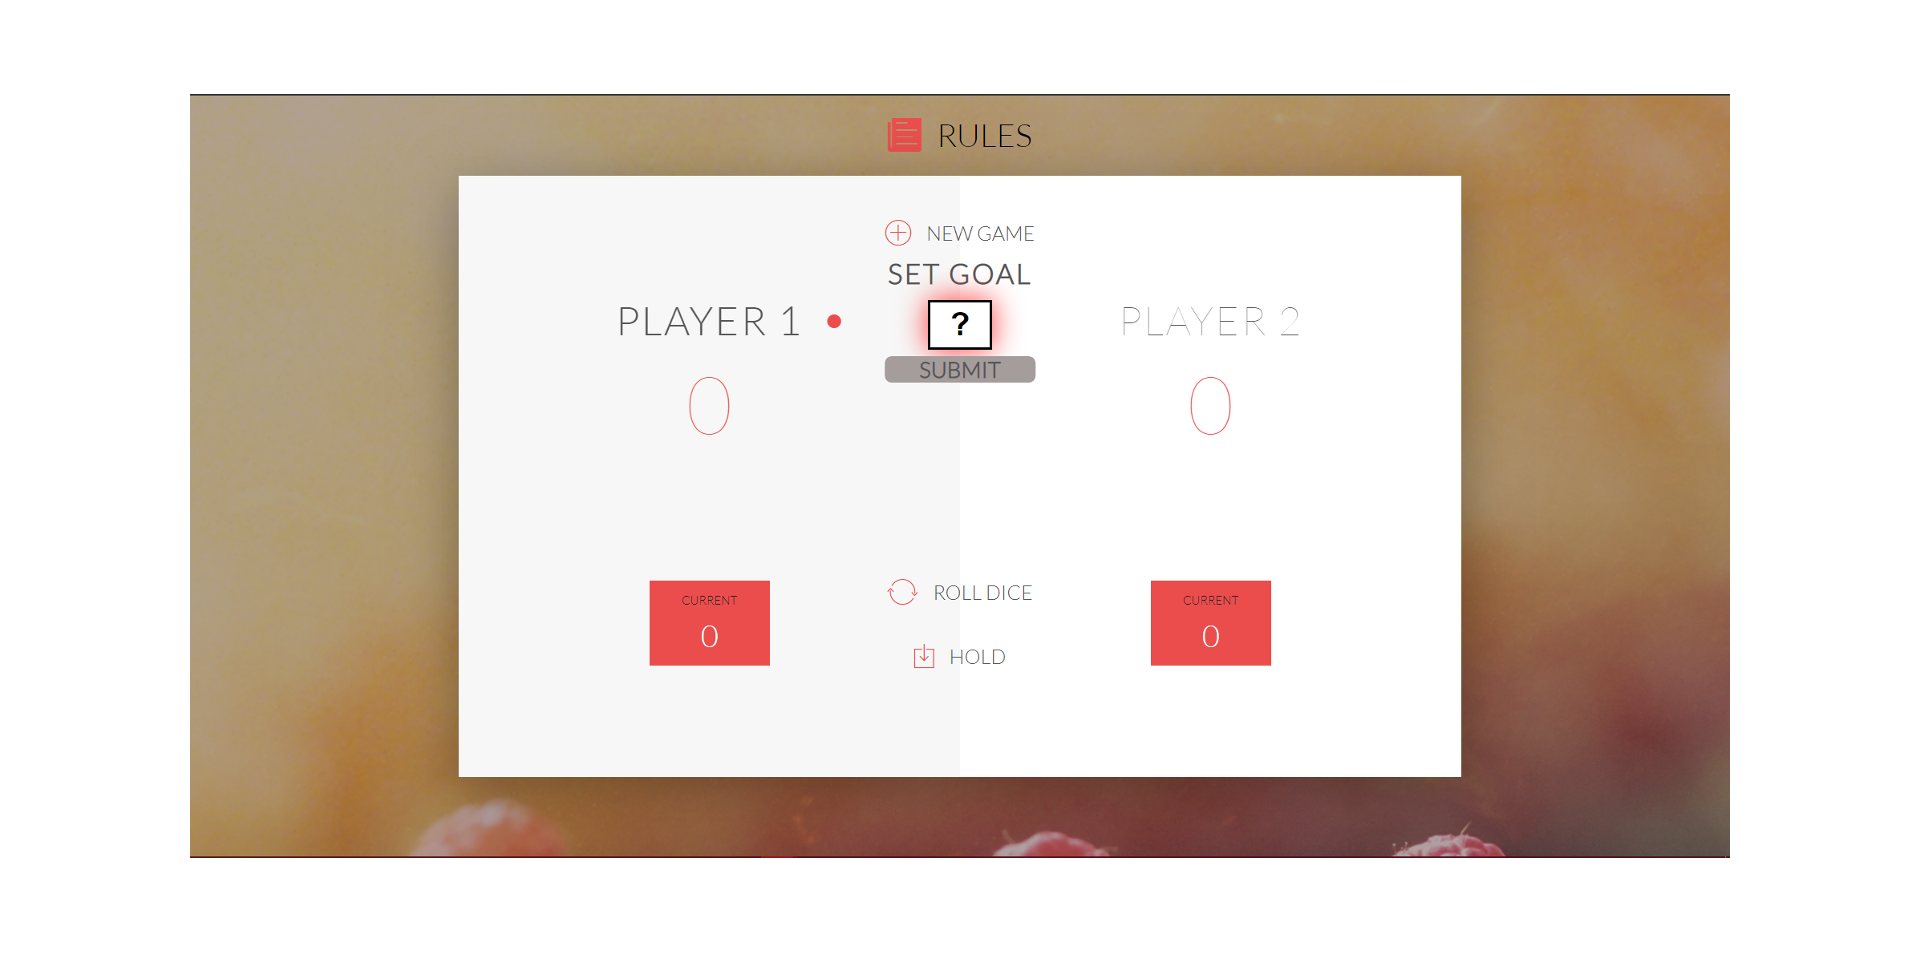 RULES
NEW GAME
SET GOAL
?
SUBMIT
PLAYER 1
0
PLAYER 2
0
CURRENT
0
ROLL DICE
HOLD
CURRENT
0